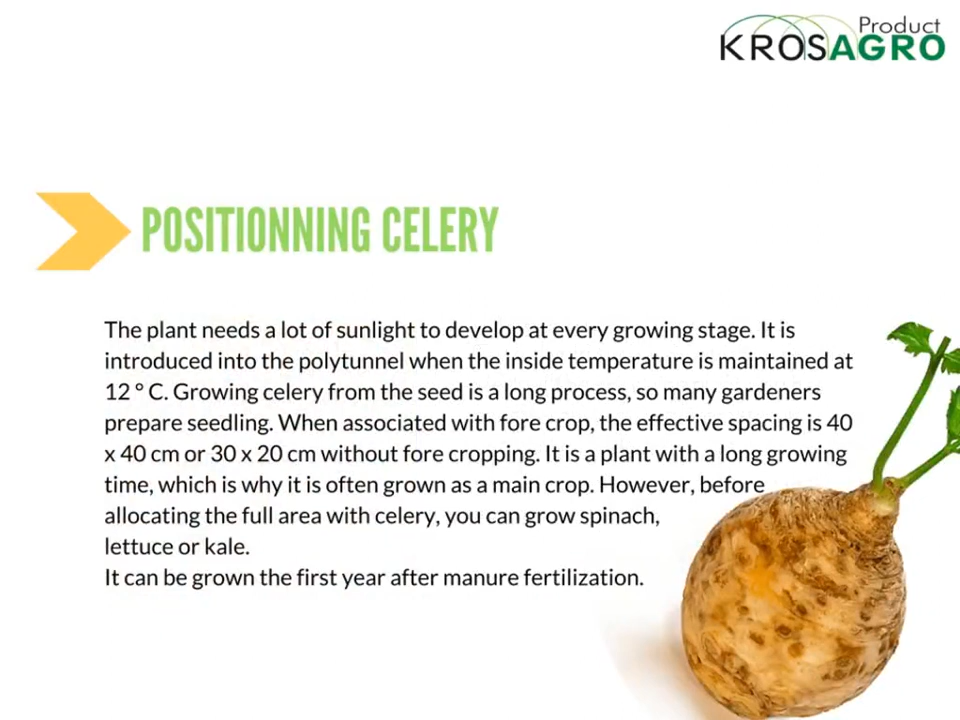 Product
KROSAGRO
POSITIONNING CELERY
The plant needs a lot of sunlight to develop at every growing stage. It is
introduced into the polytunnel when the inside temperature is maintained at
12 º C. Growing celery from the seed is a long process, so many gardeners
prepare seedling. When associated with fore crop, the effective spacing is 40
x 40 cm or 30 x 20 cm without fore cropping. It is a plant with a long growing
time, which is why it is often grown as a main crop. However, before
allocating the full area with celery, you can grow spinach,
lettuce or kale.
It can be grown the first year after manure fertilization.